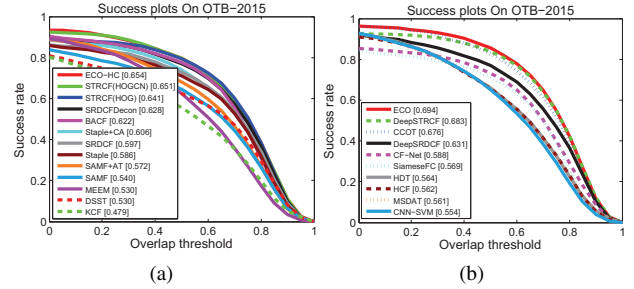 Success plots On OTB-2015
Success rate
1
0.8
0.6
0.4
0.2
0
ECO-HC [0.654]
STRCF(HOGCN) [0.651]
STRCF(HOG) [0.641]
SRDCFDecon [0.628]
BACF [0.622]
Staple+CA [0.606]
SRDCF [0.597]
Staple [0.586]
SAMF+AT [0.572]
SAMF [0.540]
MEEM [0.530]
DSST [0.530]
KCF [0.479]
0 0.2 0.4 0.6 0.8 1
Overlap threshold
(a)
Success plots On OTB-2015
Success rate
1
0.8
0.6
0.4
0.2
0
ECO [0.694]
DeepSTRCF [0.683]
CCOT [0.676]
DeepSRDCF [0.631]
CF-Net [0.588]
SiameseFC [0.569]
HDT [0.564]
HCF [0.562]
MSDAT [0.561]
CNN-SVM [0.554]
0 0.2 0.4 0.6 0.8 1
Overlap threshold
(b)